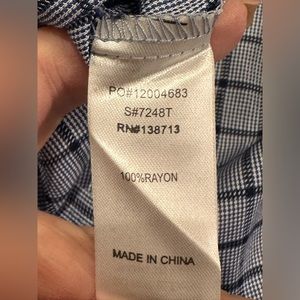 PO#12004683
S#7248T
RN#138713
100%RAYON
MADE IN CHINA